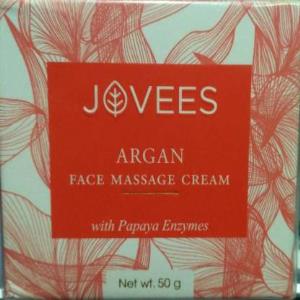 JOVEES
ARGAN
FACE MASSAGE CREAM
with Papaya Enzymes
Net wt. 50 g